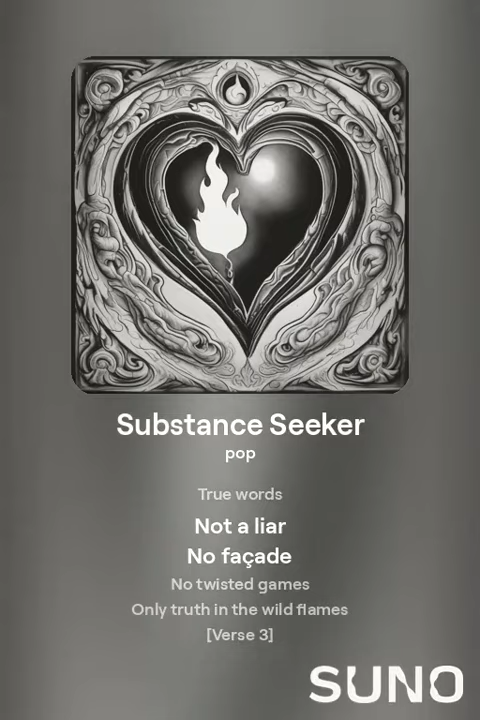 Substance Seeker
pop
True words
Not a liar
No façade
No twisted games
Only truth in the wild flames
[Verse 3]
SUNO